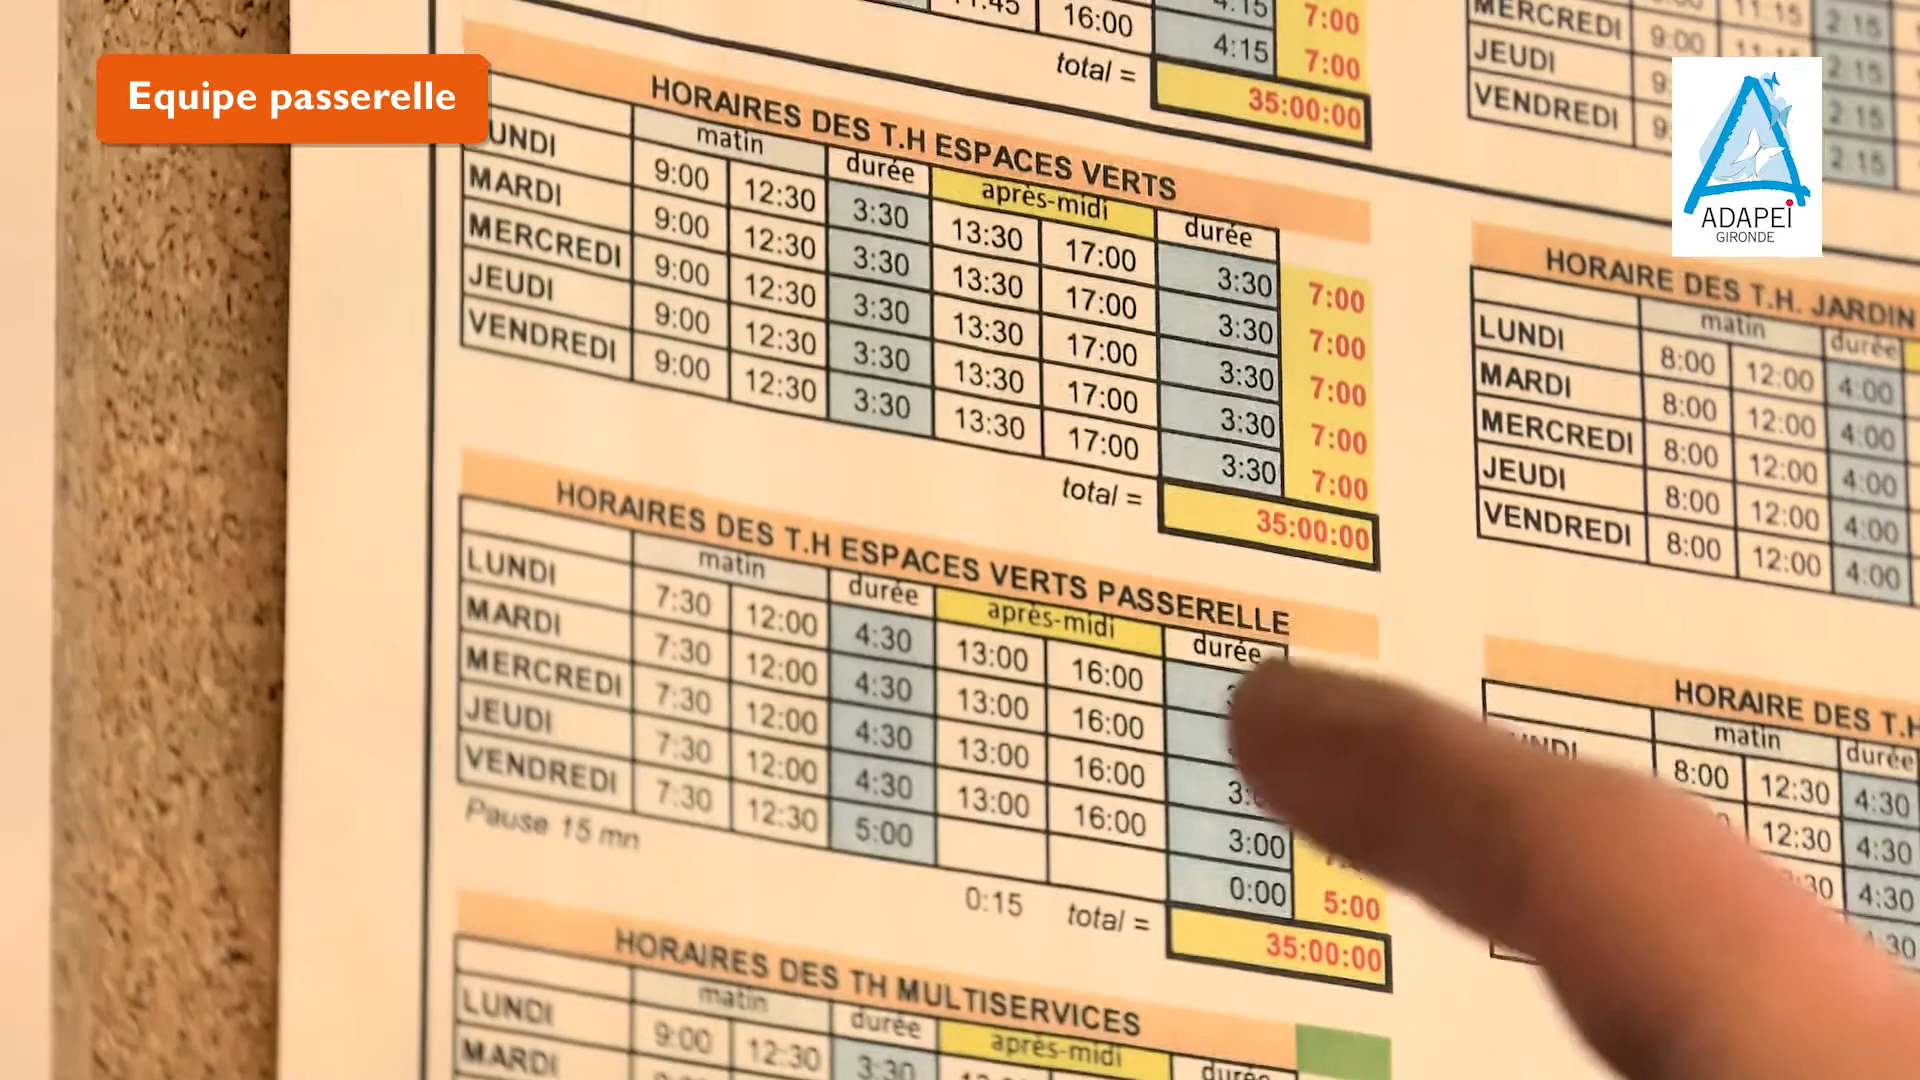 Equipe passerelle
ADAPEI
GIRONDE
11:45 16:00 4:15 7:00
4:15 7:00
total = 35:00:00
HORAIRES DES T.H ESPACES VERTS
matin durée après-midi durée
LUNDI 9:00 12:30 3:30 13:30 17:00 3:30 7:00
MARDI 9:00 12:30 3:30 13:30 17:00 3:30 7:00
MERCREDI 9:00 12:30 3:30 13:30 17:00 3:30 7:00
JEUDI 9:00 12:30 3:30 13:30 17:00 3:30 7:00
VENDREDI 9:00 12:30 3:30 13:30 17:00 3:30 7:00
total = 35:00:00
HORAIRES DES T.H ESPACES VERTS PASSERELLE
matin durée après-midi durée
LUNDI 7:30 12:00 4:30 13:00 16:00
MARDI 7:30 12:00 4:30 13:00 16:00
MERCREDI 7:30 12:00 4:30 13:00 16:00
JEUDI 7:30 12:00 4:30 13:00 16:00 3:00
VENDREDI 7:30 12:30 5:00 0:00 5:00
Pause 15 mn
0:15 total = 35:00:00
HORAIRES DES TH MULTISERVICES
matin durée après-midi durée
LUNDI 9:00 12:30 3:30
MARDI
MERCREDI 9:00 11:15 2:15
JEUDI 2:15
VENDREDI 2:15
2:15
HORAIRE DES T.H. JARDIN
matin durée
LUNDI 8:00 12:00 4:00
MARDI 8:00 12:00 4:00
MERCREDI 8:00 12:00 4:00
JEUDI 8:00 12:00 4:00
VENDREDI 8:00 12:00 4:00
HORAIRE DES T.H
matin durée
LUNDI 8:00 12:30 4:30
12:30 4:30
4:30